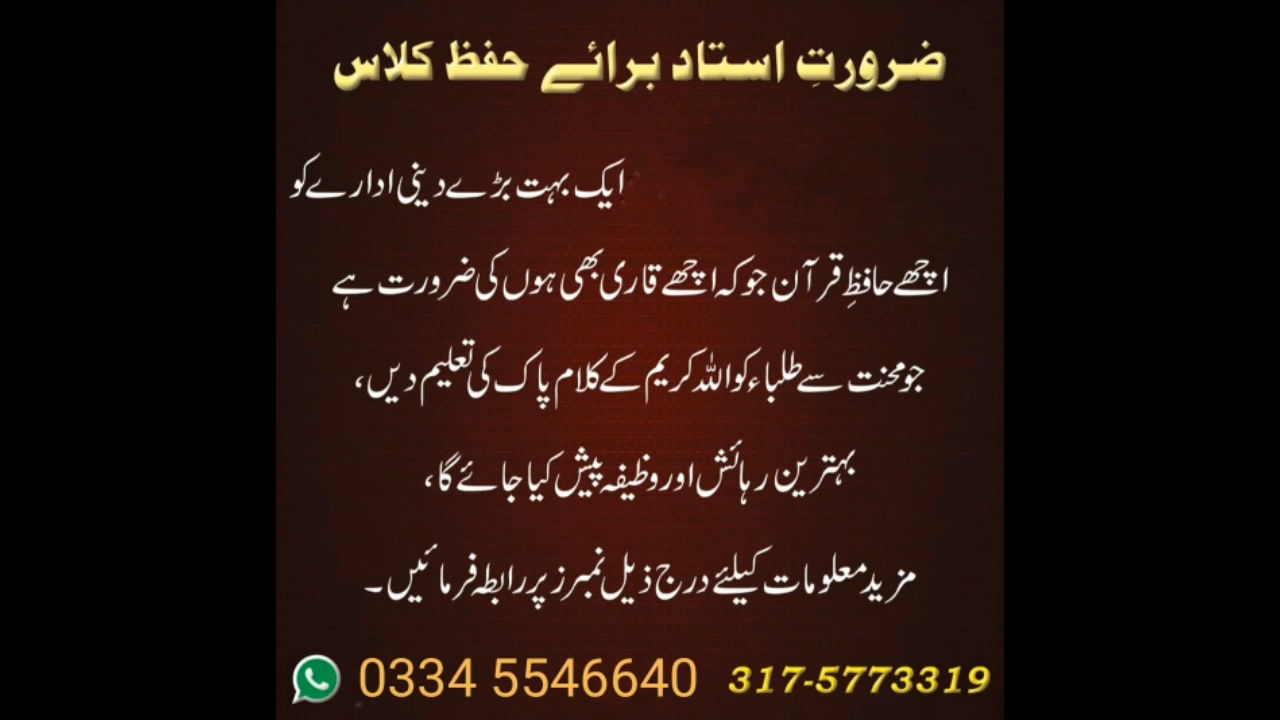 ضرورتِ استاد برائے حفظ کلاس
ایک بہت بڑے دینی ادارے کو
اچھے حافظِ قرآن جو کہ اچھے قاری بھی ہوں کی ضرورت ہے
جو محنت سے طلباء کو اللہ کریم کے کلام پاک کی تعلیم دیں،
بہترین رہائش اور وظیفہ پیش کیا جائے گا،
مزید معلومات کیلئے درج ذیل نمبرز پر رابطہ فرمائیں۔
0334 5546640 317-5773319